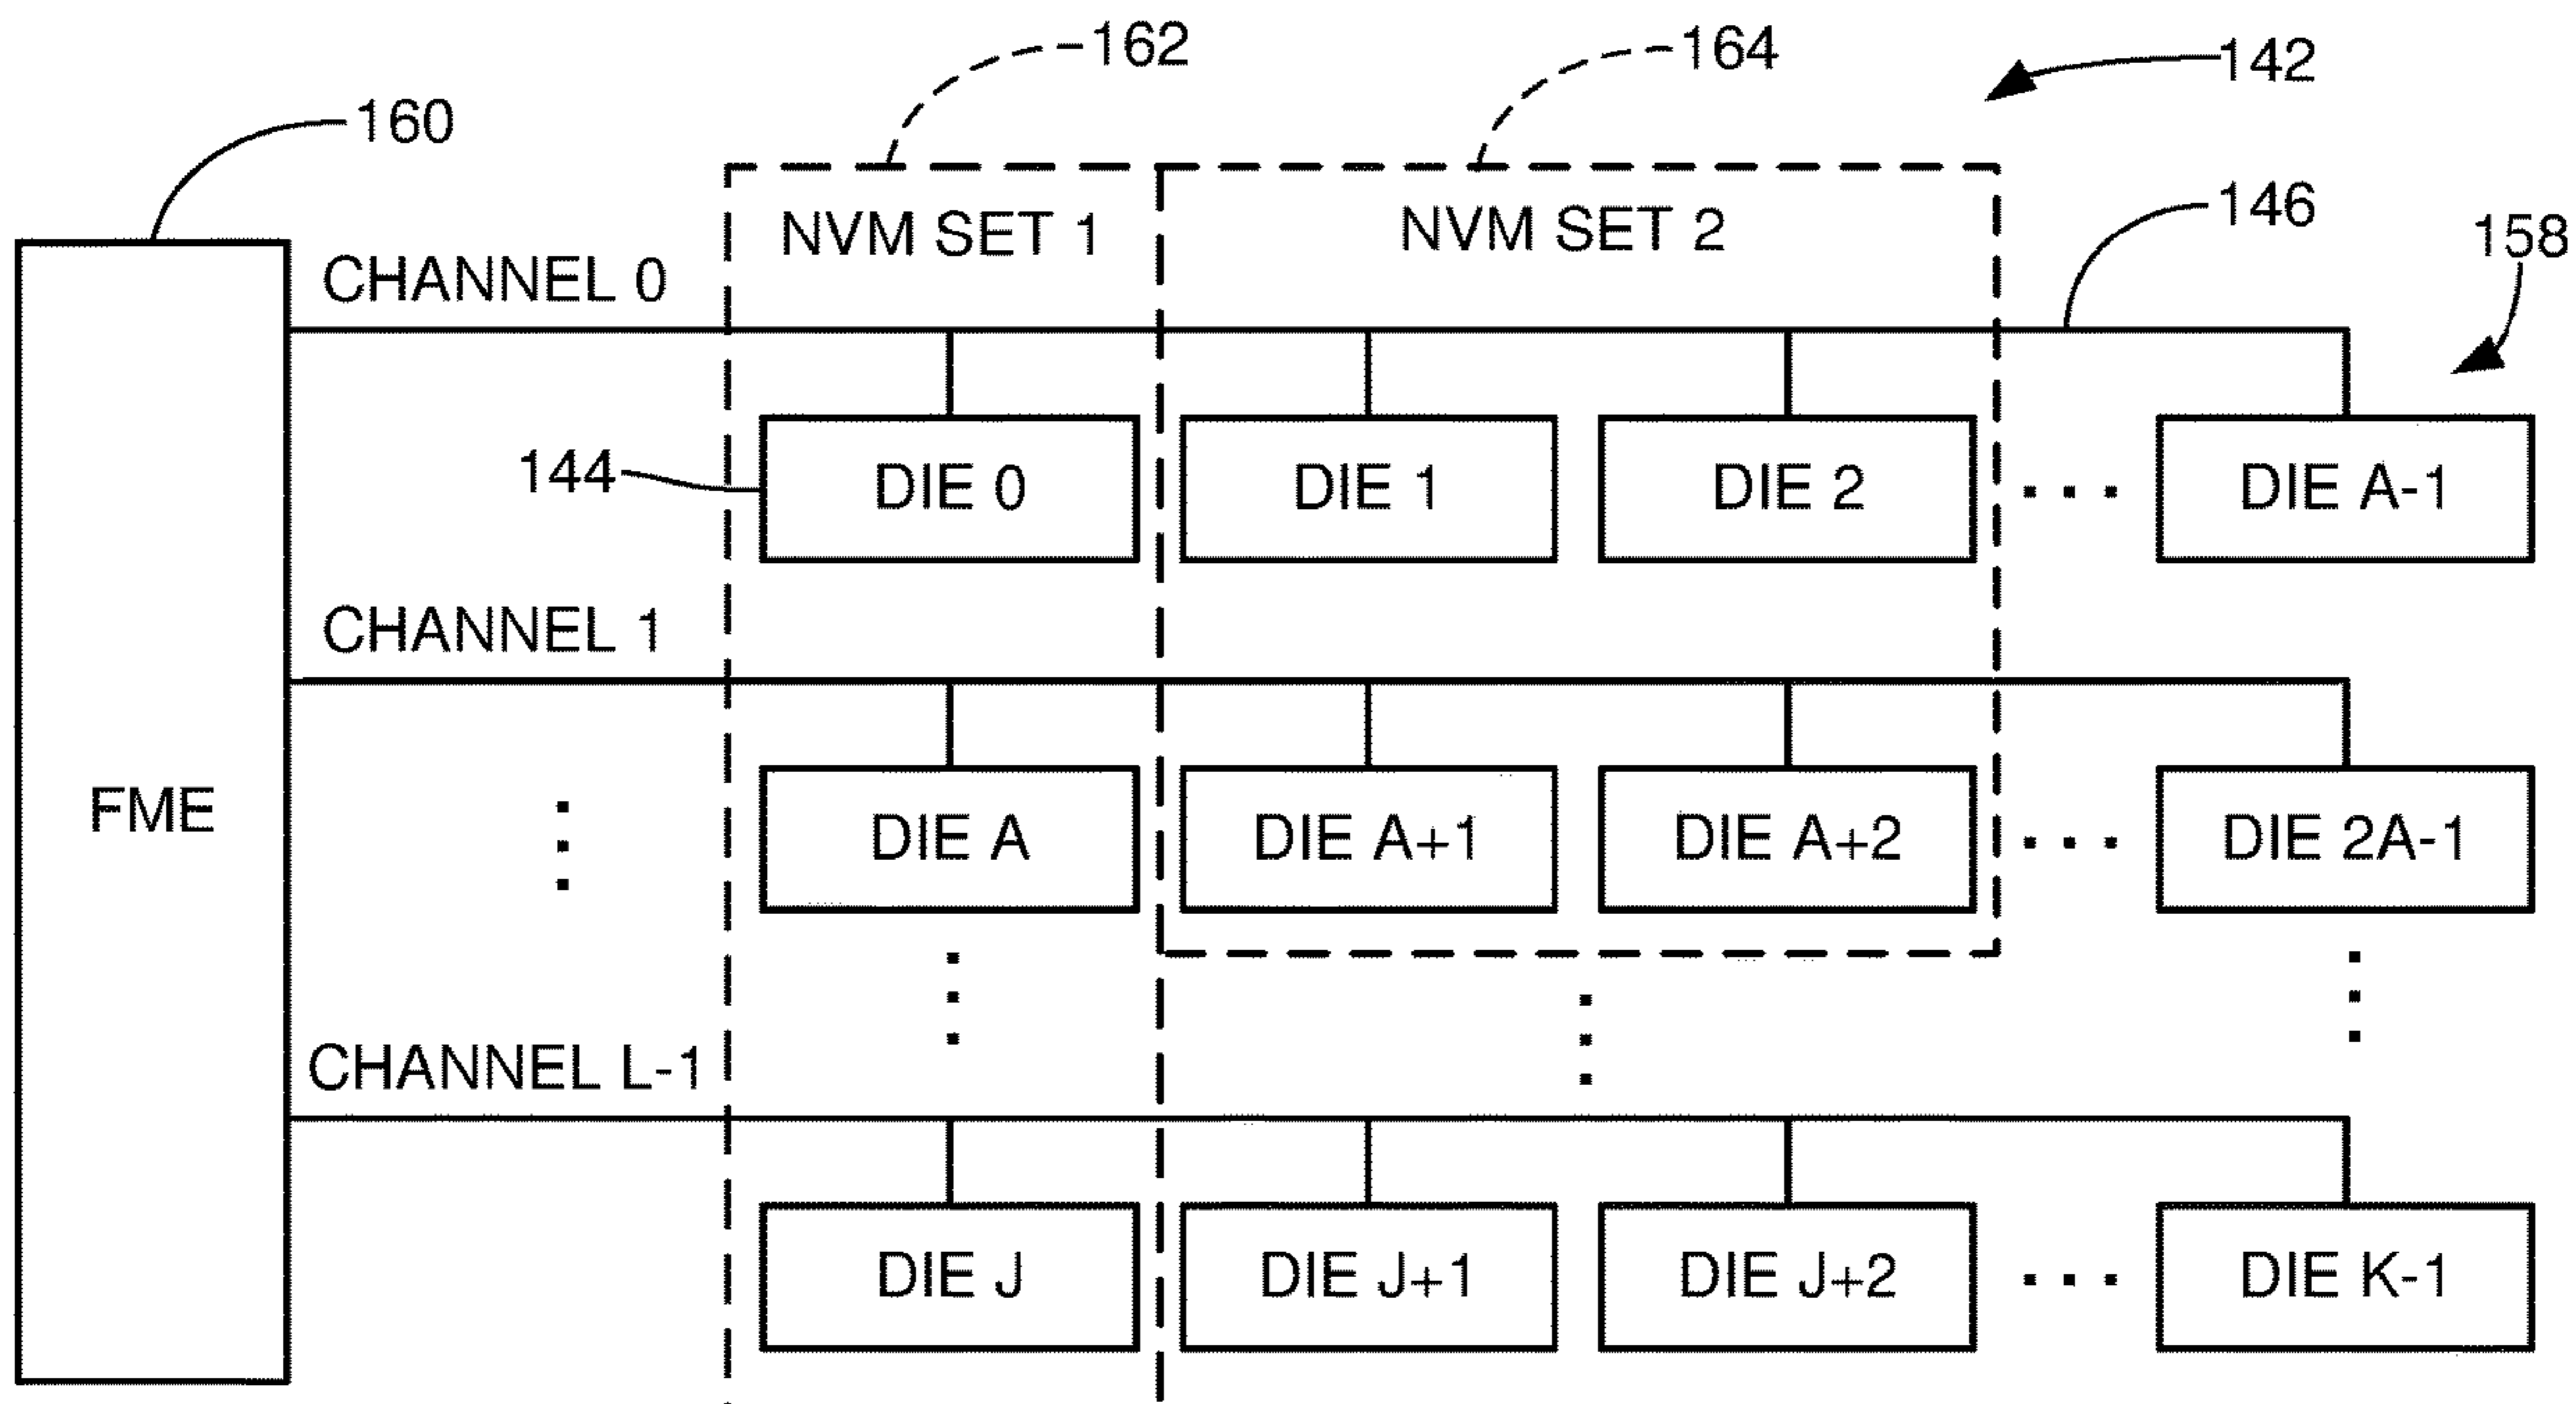 162
164
142
160
146
NVM SET 1
NVM SET 2
158
CHANNEL 0
144
DIE 0
DIE 1
DIE 2
...
DIE A-1
CHANNEL 1
FME
DIE A
DIE A+1
DIE A+2
...
DIE 2A-1
CHANNEL L-1
DIE J
DIE J+1
DIE J+2
...
DIE K-1